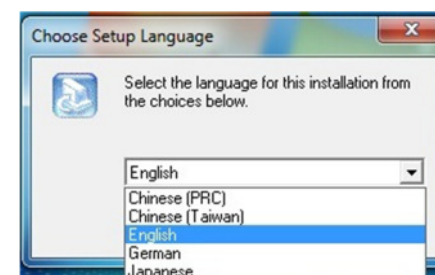 Choose Setup Language
Select the language for this installation from
the choices below.
English
Chinese (PRC)
Chinese (Taiwan)
English
German
Japanese